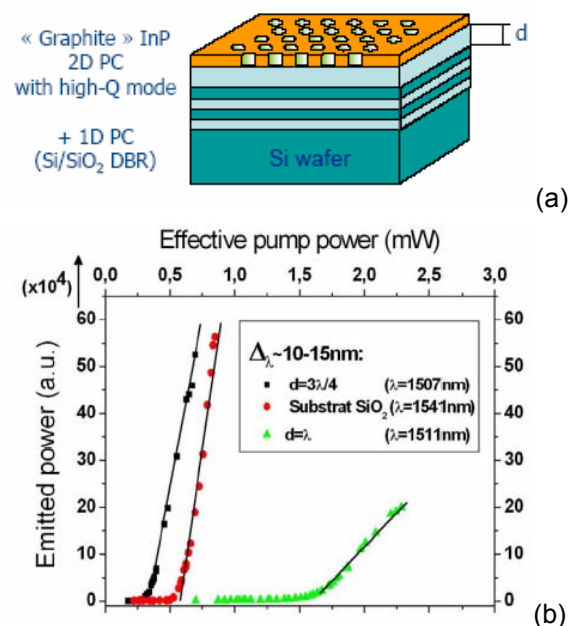 « Graphite » InP
2D PC
with high-Q mode
+ 1D PC
(Si/SiO₂ DBR)
d
Si wafer
(a)
Effective pump power (mW)
(x10⁴)
0,0 0,5 1,0 1,5 2,0 2,5 3,0
Emitted power (a.u.)
60 60
50 50
40 40
30 30
20 20
10 10
0 0
Δλ~10-15nm:
d=3λ/4 (λ=1507nm)
Substrat SiO₂ (λ=1541nm)
d=λ (λ=1511nm)
(b)